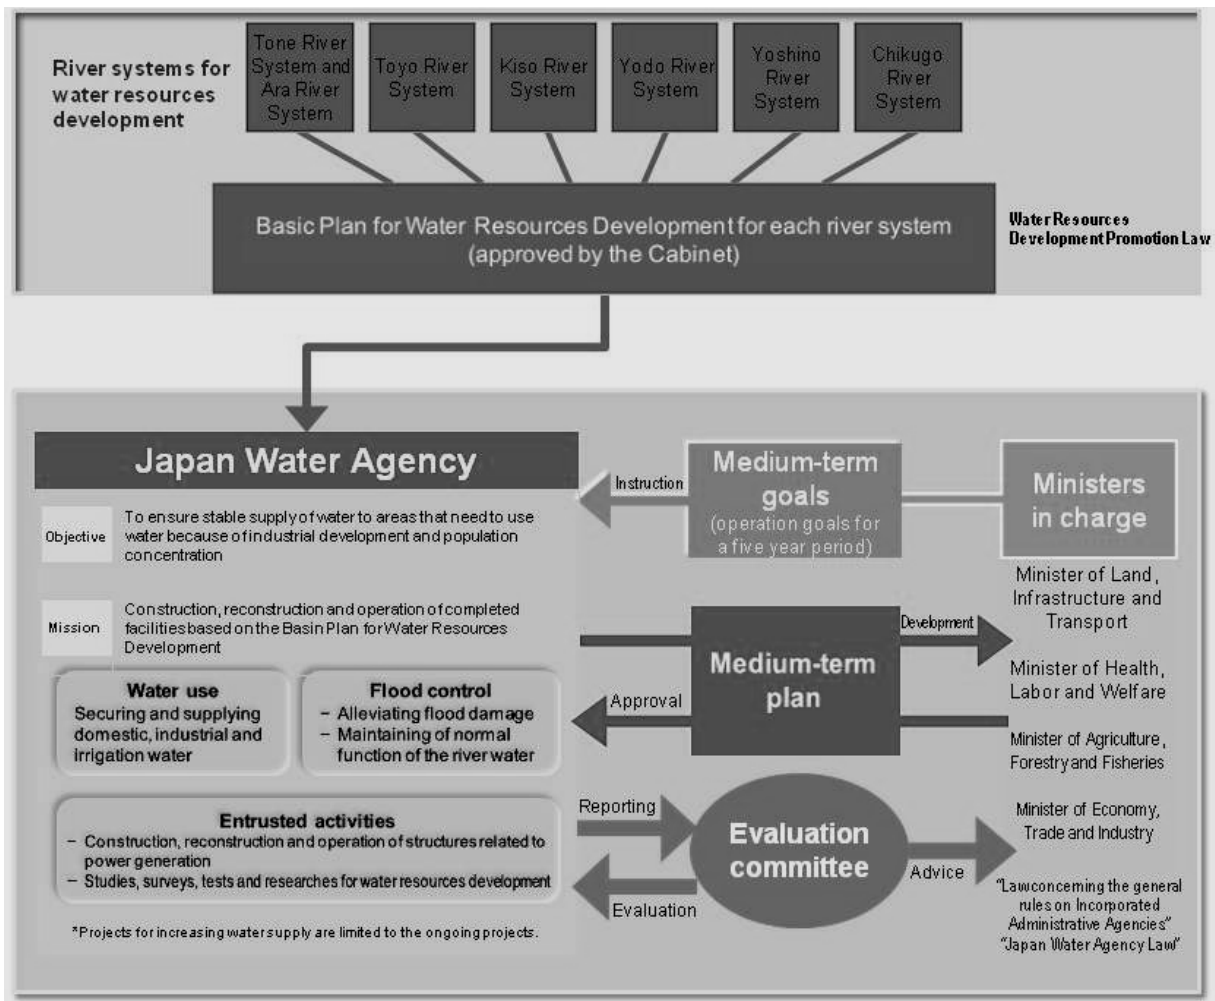 River systems for
water resources
development
Tone River
System and
Ara River
System
Toyo River
System
Kiso River
System
Yodo River
System
Yoshino
River
System
Chikugo
River
System
Basic Plan for Water Resources Development for each river system
(approved by the Cabinet)
Water Resources
Development Promotion Law
Japan Water Agency
Objective
To ensure stable supply of water to areas that need to use
water because of industrial development and population
concentration
Mission
Construction, reconstruction and operation of completed
facilities based on the Basin Plan for Water Resources
Development
Water use
Securing and supplying
domestic, industrial and
irrigation water
Flood control
– Alleviating flood damage
– Maintaining of normal
function of the river water
Entrusted activities
– Construction, reconstruction and operation of structures related to
power generation
– Studies, surveys, tests and researches for water resources development
*Projects for increasing water supply are limited to the ongoing projects.
Instruction
Medium-term
goals
(operation goals for
a five year period)
Ministers
in charge
Minister of Land,
Infrastructure and
Transport
Development
Medium-term
plan
Approval
Minister of Health,
Labor and Welfare
Minister of Agriculture,
Forestry and Fisheries
Reporting
Evaluation
committee
Evaluation
Advice
Minister of Economy,
Trade and Industry
"Law concerning the general
rules on Incorporated
Administrative Agencies"
"Japan Water Agency Law"